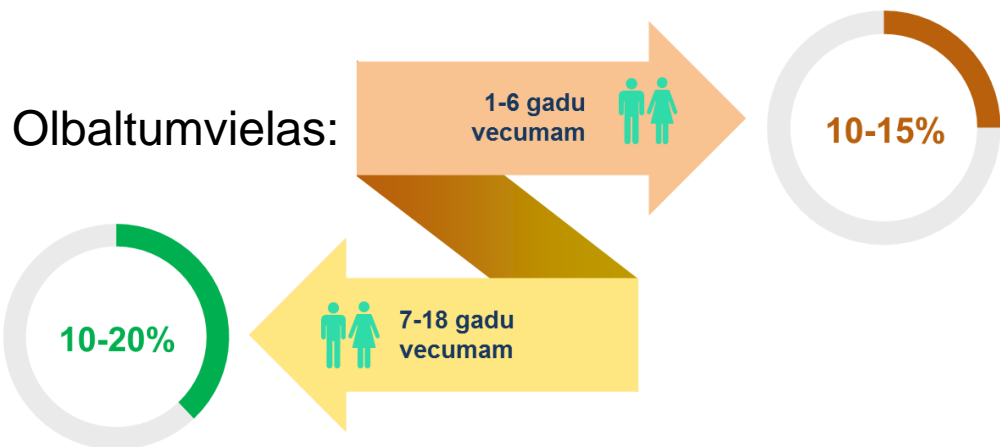 Olbaltumvielas:
1-6 gadu
vecumam
10-15%
7-18 gadu
vecumam
10-20%